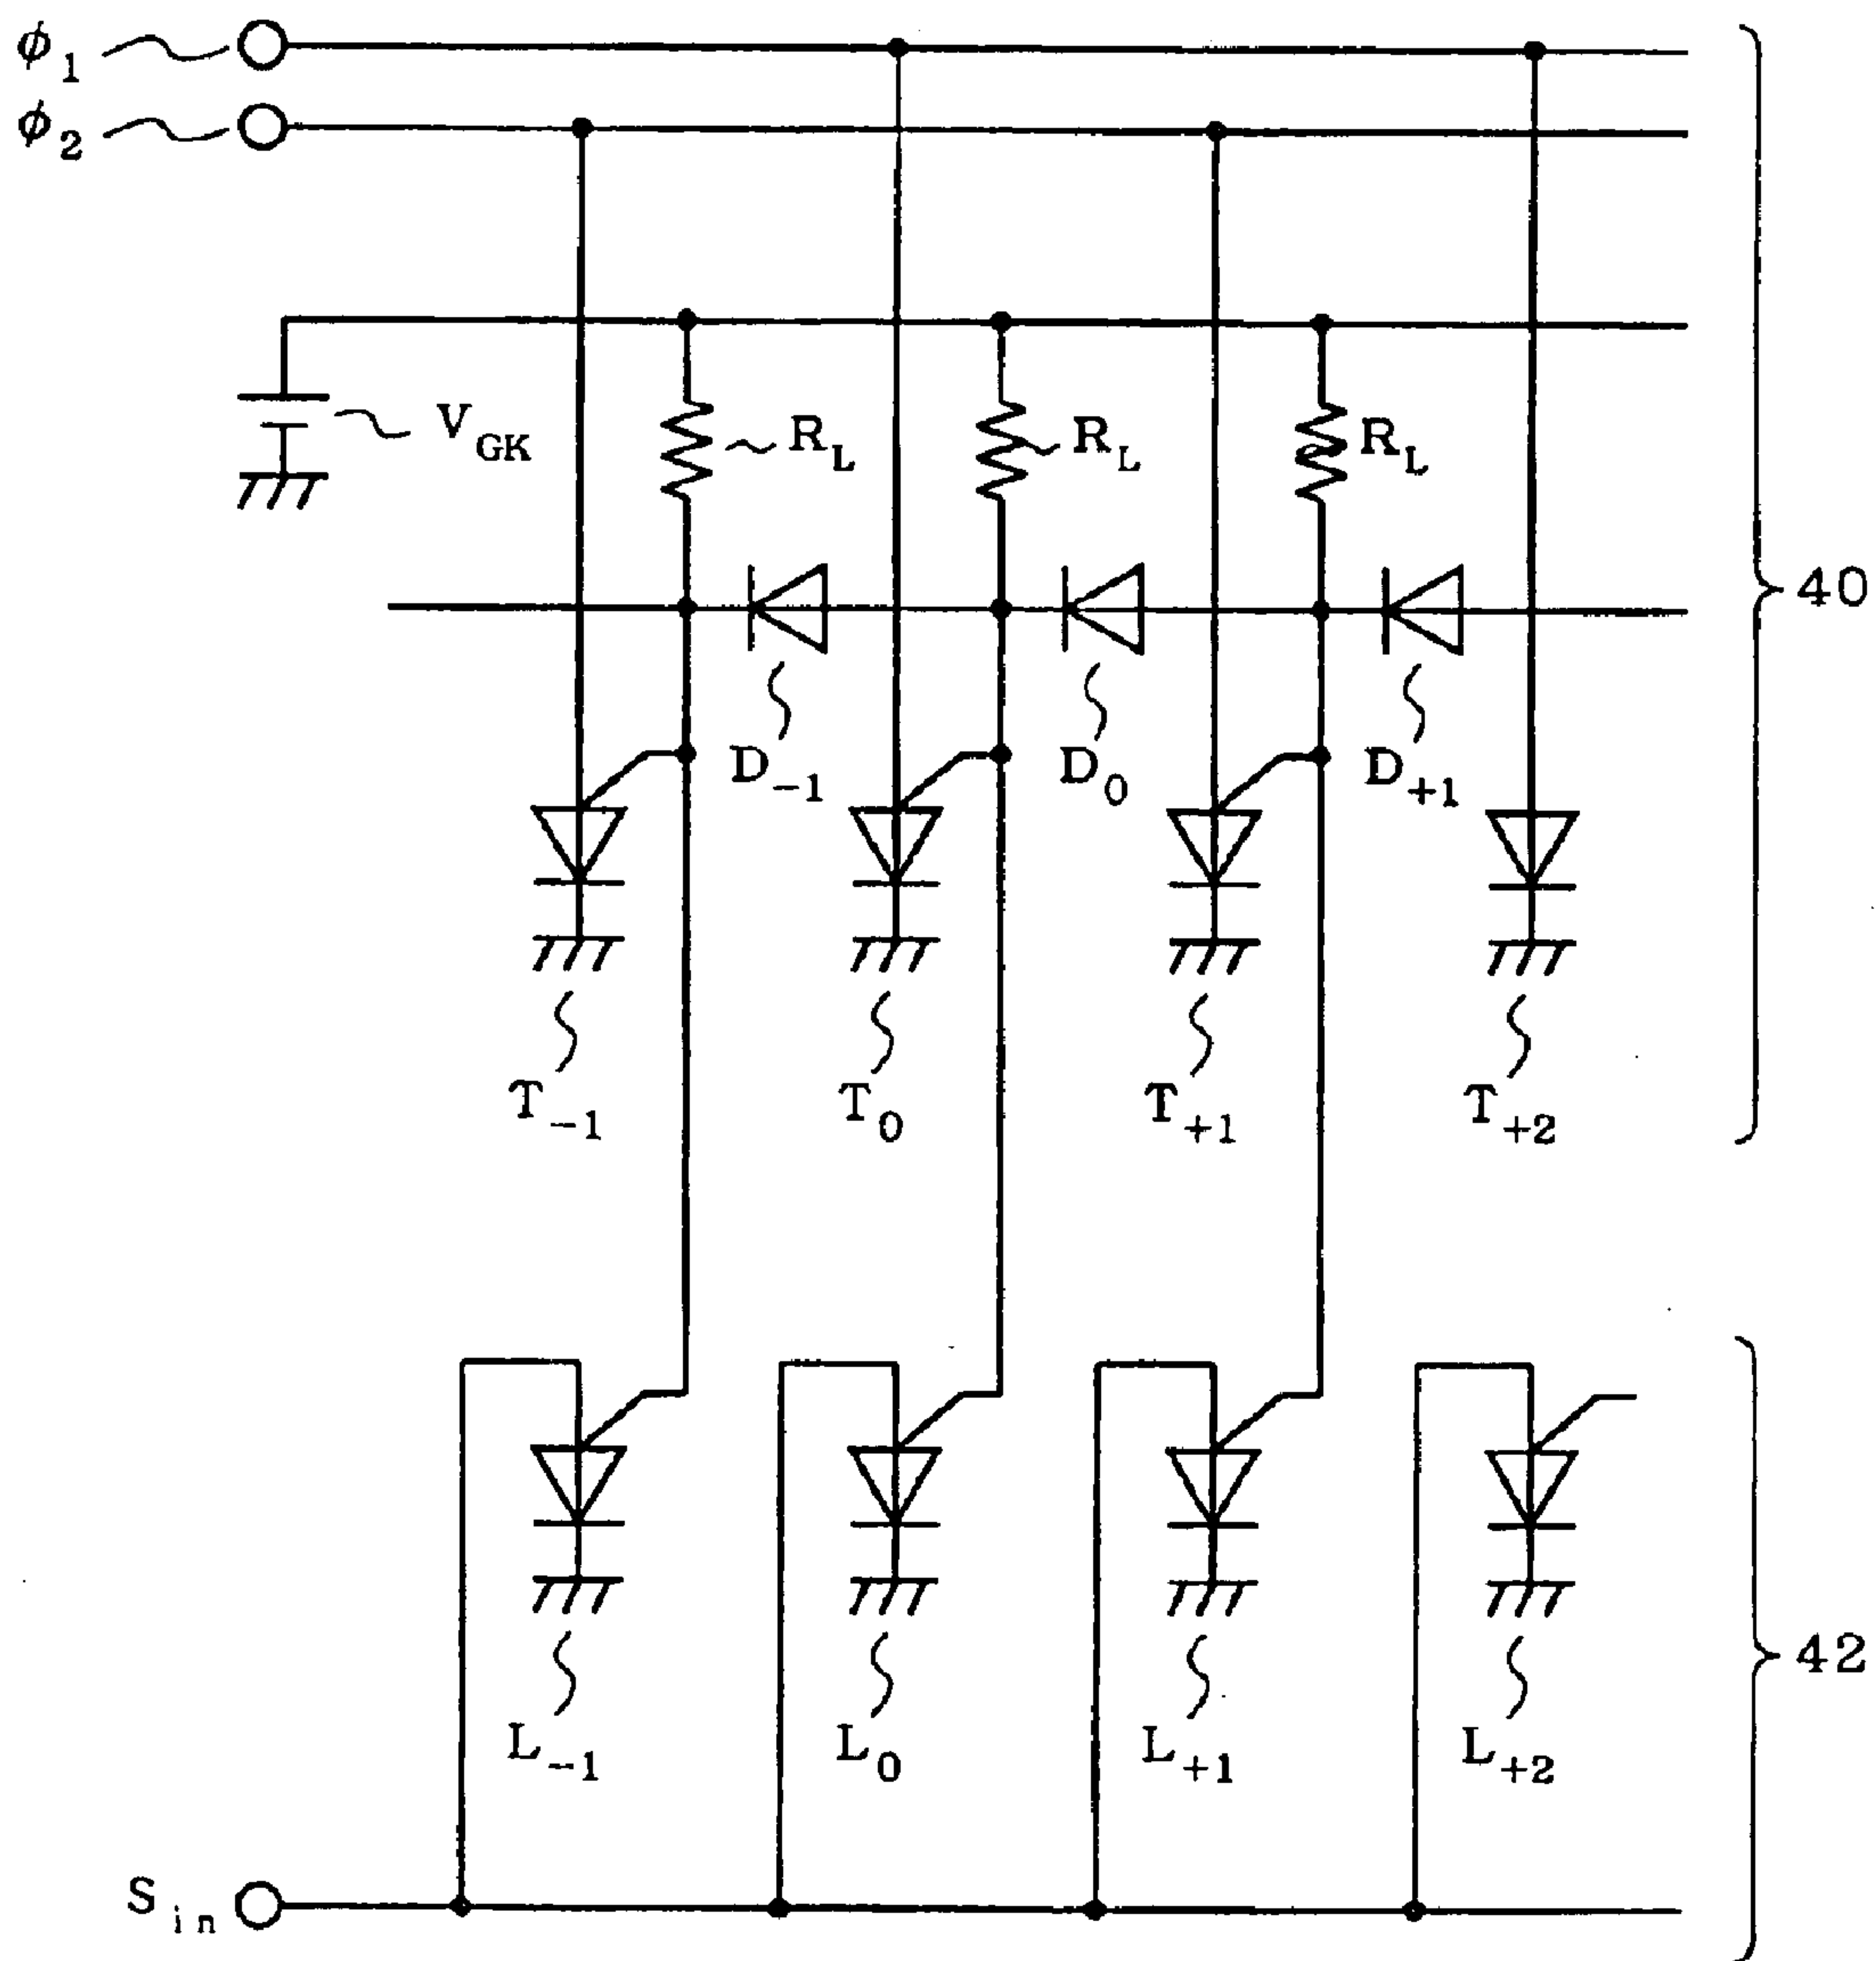 ϕ1
ϕ2
VGK
RL
RL
RL
40
D−1
D0
D+1
T−1
T0
T+1
T+2
42
L−1
L0
L+1
L+2
Sin